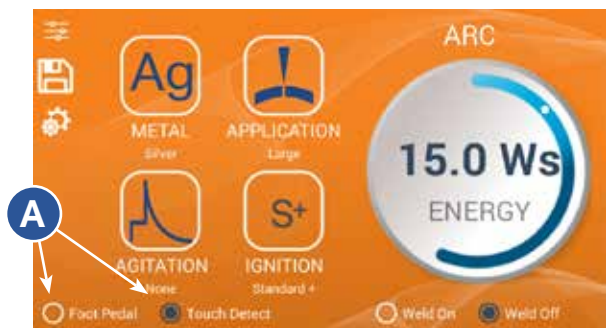 ARC
Ag
METAL
Silver
APPLICATION
Large
15.0 Ws
ENERGY
A
AGITATION
None
S+
IGNITION
Standard +
Foot Pedal
Touch Detect
Weld On
Weld Off